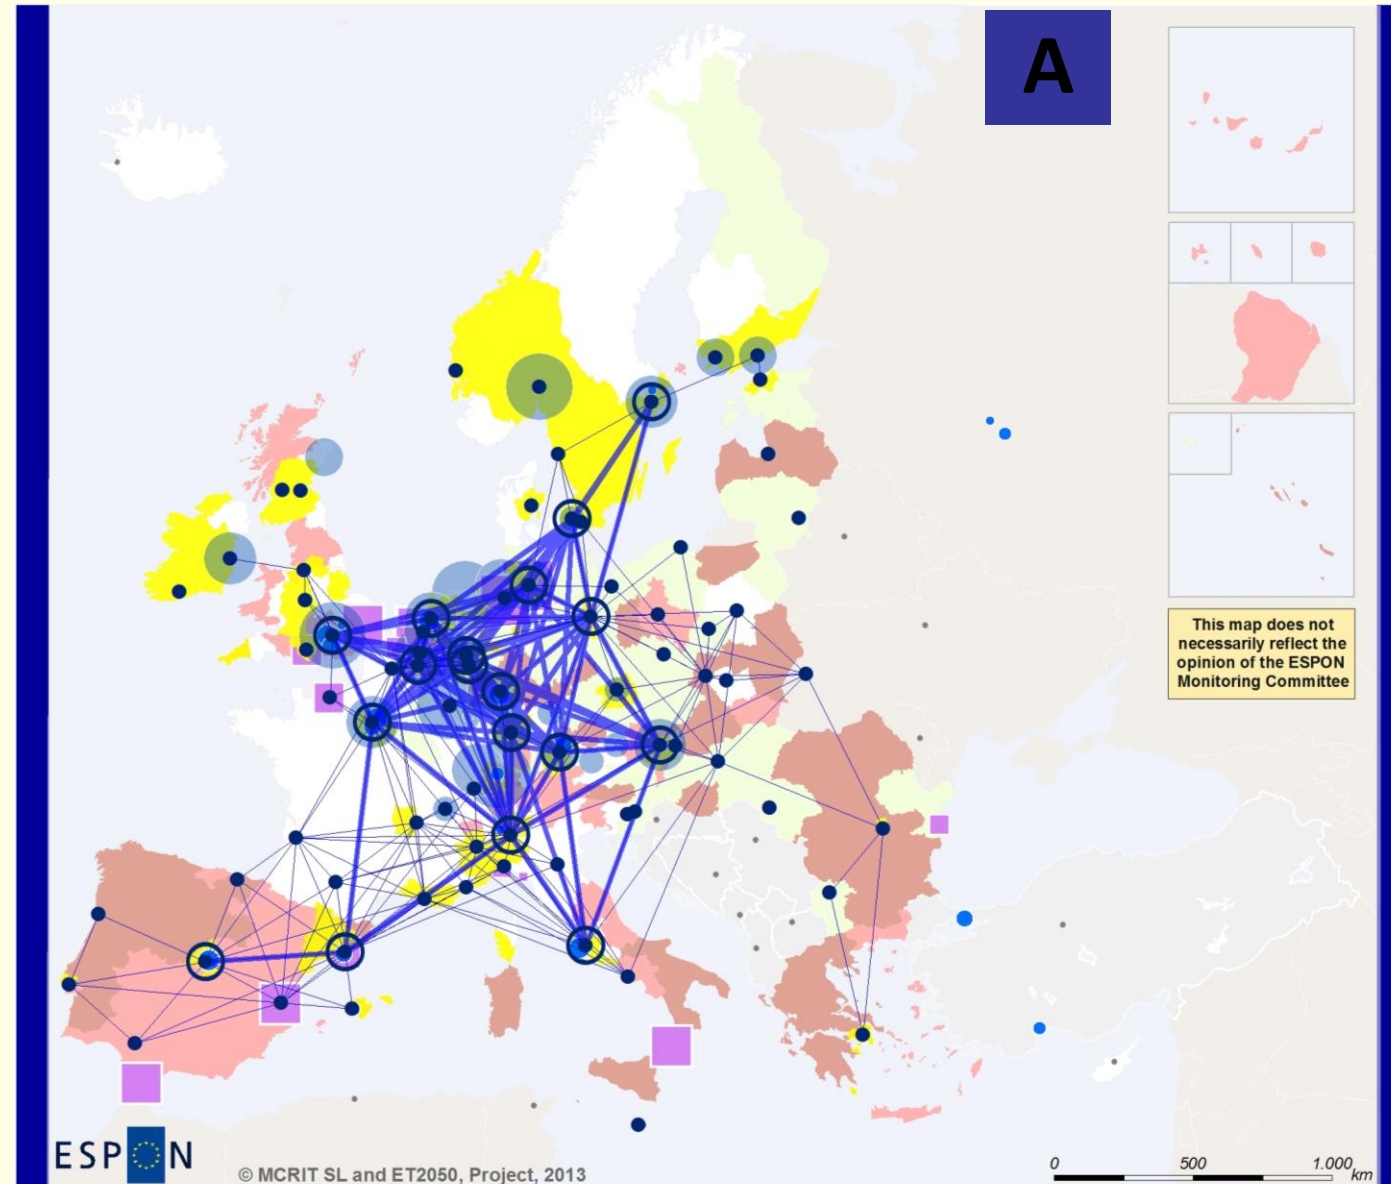 A
This map does not
necessarily reflect the
opinion of the ESPON
Monitoring Committee
ESPON
© MCRIT SL and ET2050, Project, 2013
0 500 1.000
km